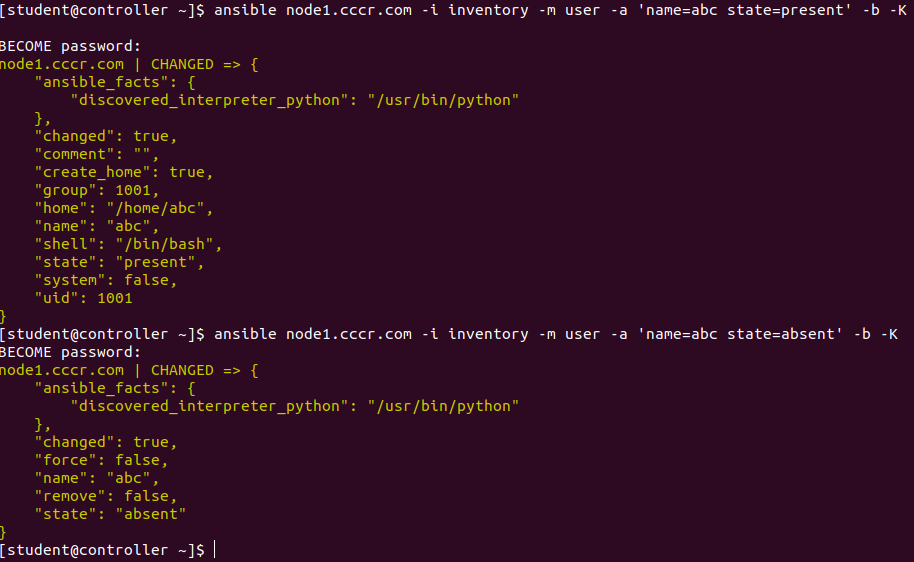 [student@controller ~]$ ansible node1.cccr.com -i inventory -m user -a 'name=abc state=present' -b -K
BECOME password:
node1.cccr.com | CHANGED => {
    "ansible_facts": {
        "discovered_interpreter_python": "/usr/bin/python"
    },
    "changed": true,
    "comment": "",
    "create_home": true,
    "group": 1001,
    "home": "/home/abc",
    "name": "abc",
    "shell": "/bin/bash",
    "state": "present",
    "system": false,
    "uid": 1001
}
[student@controller ~]$ ansible node1.cccr.com -i inventory -m user -a 'name=abc state=absent' -b -K
BECOME password:
node1.cccr.com | CHANGED => {
    "ansible_facts": {
        "discovered_interpreter_python": "/usr/bin/python"
    },
    "changed": true,
    "force": false,
    "name": "abc",
    "remove": false,
    "state": "absent"
}
[student@controller ~]$